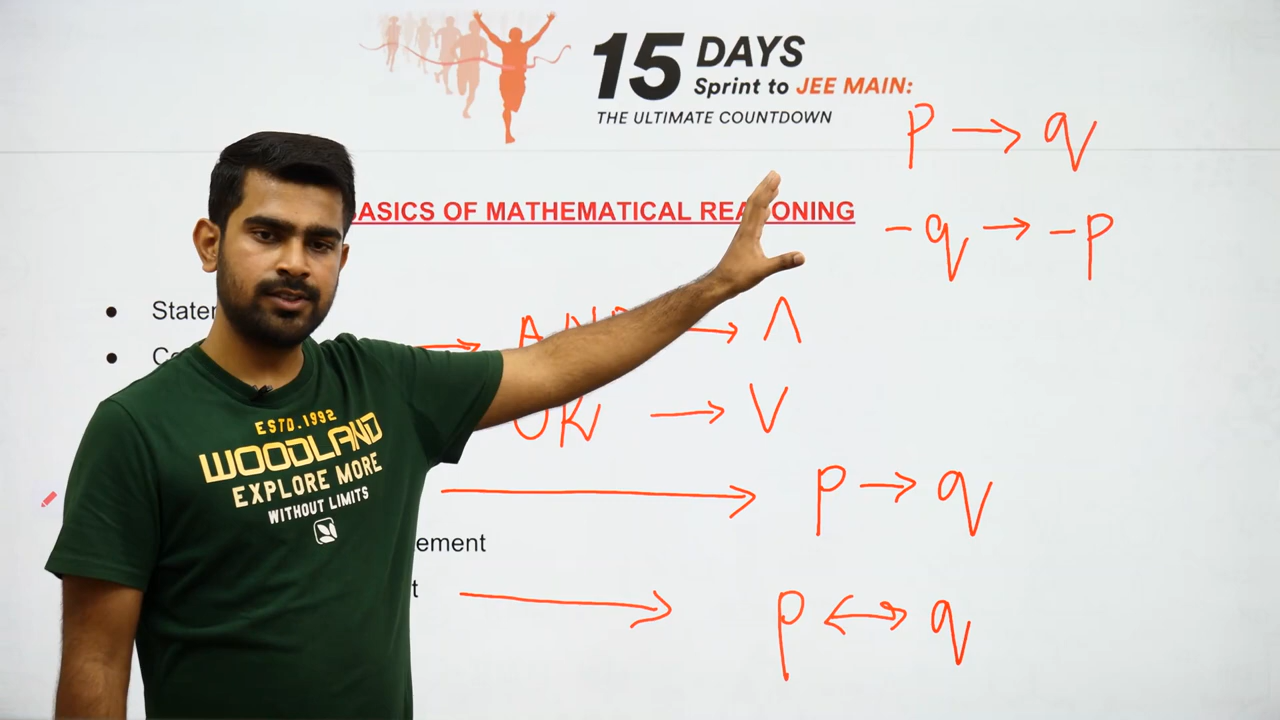 15 DAYS
Sprint to JEE MAIN:
THE ULTIMATE COUNTDOWN
p → q
BASICS OF MATHEMATICAL REASONING
-q → -p
→ AND → ∧
→ ∨
OR
→ p → q
ement
→ p ↔ q
ESTD.1992
WOODLAND
EXPLORE MORE
WITHOUT LIMITS